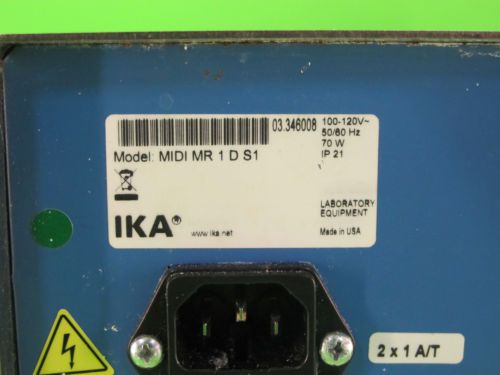 03.346008
100-120V~
50/60 Hz
70 W
IP 21
Model: MIDI MR 1 D S1
LABORATORY
EQUIPMENT
IKA®
www.ika.net
Made in USA
2 x 1 A/T